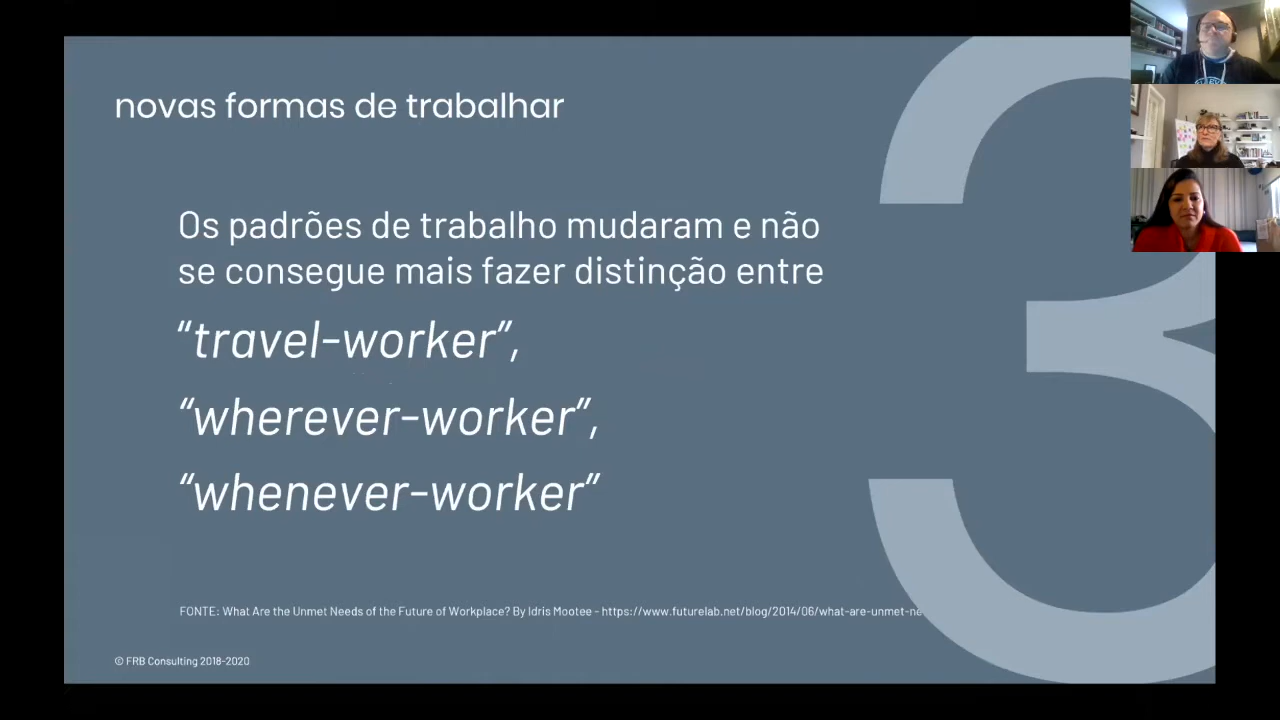 novas formas de trabalhar
Os padrões de trabalho mudaram e não
se consegue mais fazer distinção entre
“travel-worker”,
“wherever-worker”,
“whenever-worker”
3
FONTE: What Are the Unmet Needs of the Future of Workplace? By Idris Mootee - https://www.futurelab.net/blog/2014/06/what-are-unmet-ne
© FRB Consulting 2018-2020